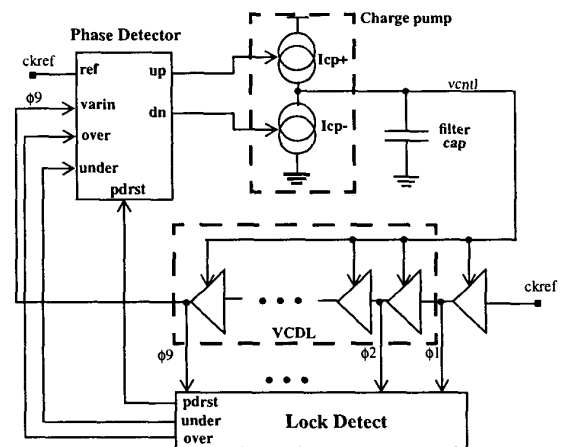 Phase Detector
Charge pump
ckref
ref
up
Icp+
φ9
varin
vcntl
over
dn
Icp-
filter
cap
under
pdrst
ckref
VCDL
φ9
φ2
φ1
pdrst
under
over
Lock Detect